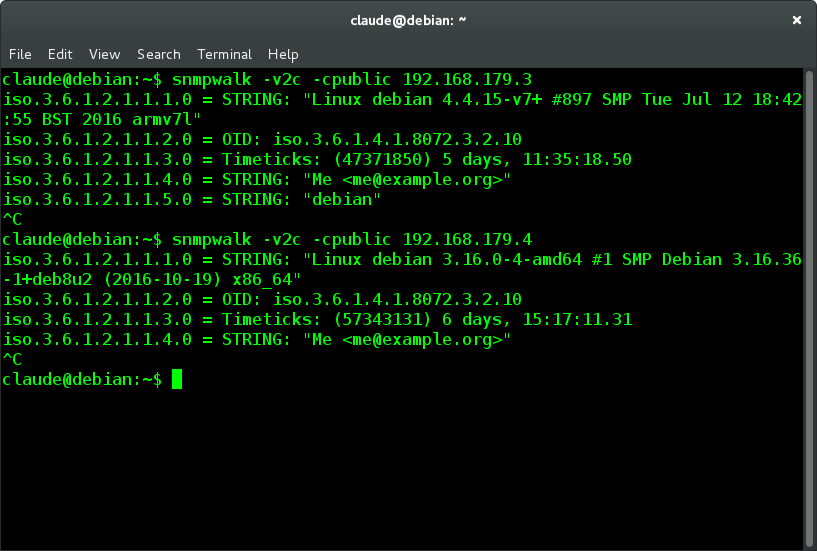 claude@debian: ~
×
File Edit View Search Terminal Help
claude@debian:~$ snmpwalk -v2c -cpublic 192.168.179.3
iso.3.6.1.2.1.1.1.0 = STRING: "Linux debian 4.4.15-v7+ #897 SMP Tue Jul 12 18:42
:55 BST 2016 armv7l"
iso.3.6.1.2.1.1.2.0 = OID: iso.3.6.1.4.1.8072.3.2.10
iso.3.6.1.2.1.1.3.0 = Timeticks: (47371850) 5 days, 11:35:18.50
iso.3.6.1.2.1.1.4.0 = STRING: "Me <me@example.org>"
iso.3.6.1.2.1.1.5.0 = STRING: "debian"
^C
claude@debian:~$ snmpwalk -v2c -cpublic 192.168.179.4
iso.3.6.1.2.1.1.1.0 = STRING: "Linux debian 3.16.0-4-amd64 #1 SMP Debian 3.16.36
-1+deb8u2 (2016-10-19) x86_64"
iso.3.6.1.2.1.1.2.0 = OID: iso.3.6.1.4.1.8072.3.2.10
iso.3.6.1.2.1.1.3.0 = Timeticks: (57343131) 6 days, 15:17:11.31
iso.3.6.1.2.1.1.4.0 = STRING: "Me <me@example.org>"
^C
claude@debian:~$